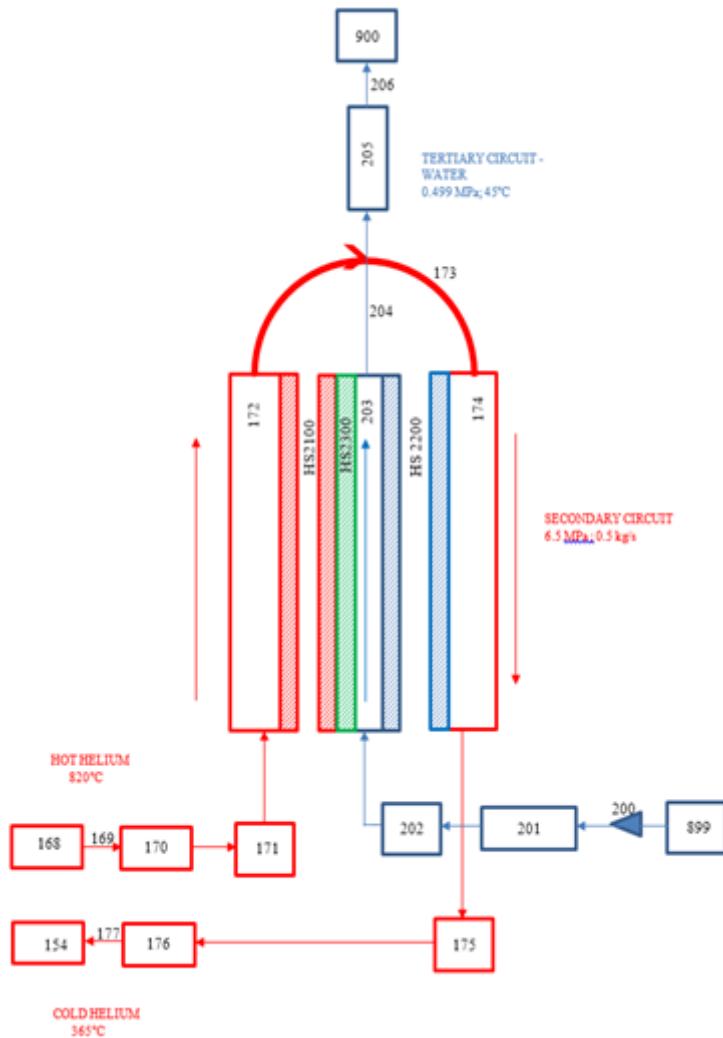 900
206
205
TERTIARY CIRCUIT -
WATER
0.499 MPa; 45°C
173
204
172
HS2100
HS2300
203
HS 2200
174
SECONDARY CIRCUIT
6.5 MPa; 0.5 kg/s
HOT HELIUM
820°C
168
169
170
171
202
201
200
899
154
177
176
175
COLD HELIUM
365°C